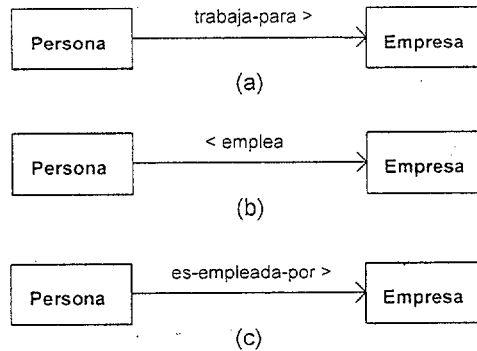 trabaja-para >
Persona
Empresa
(a)
< emplea
Persona
Empresa
(b)
es-empleada-por >
Persona
Empresa
(c)